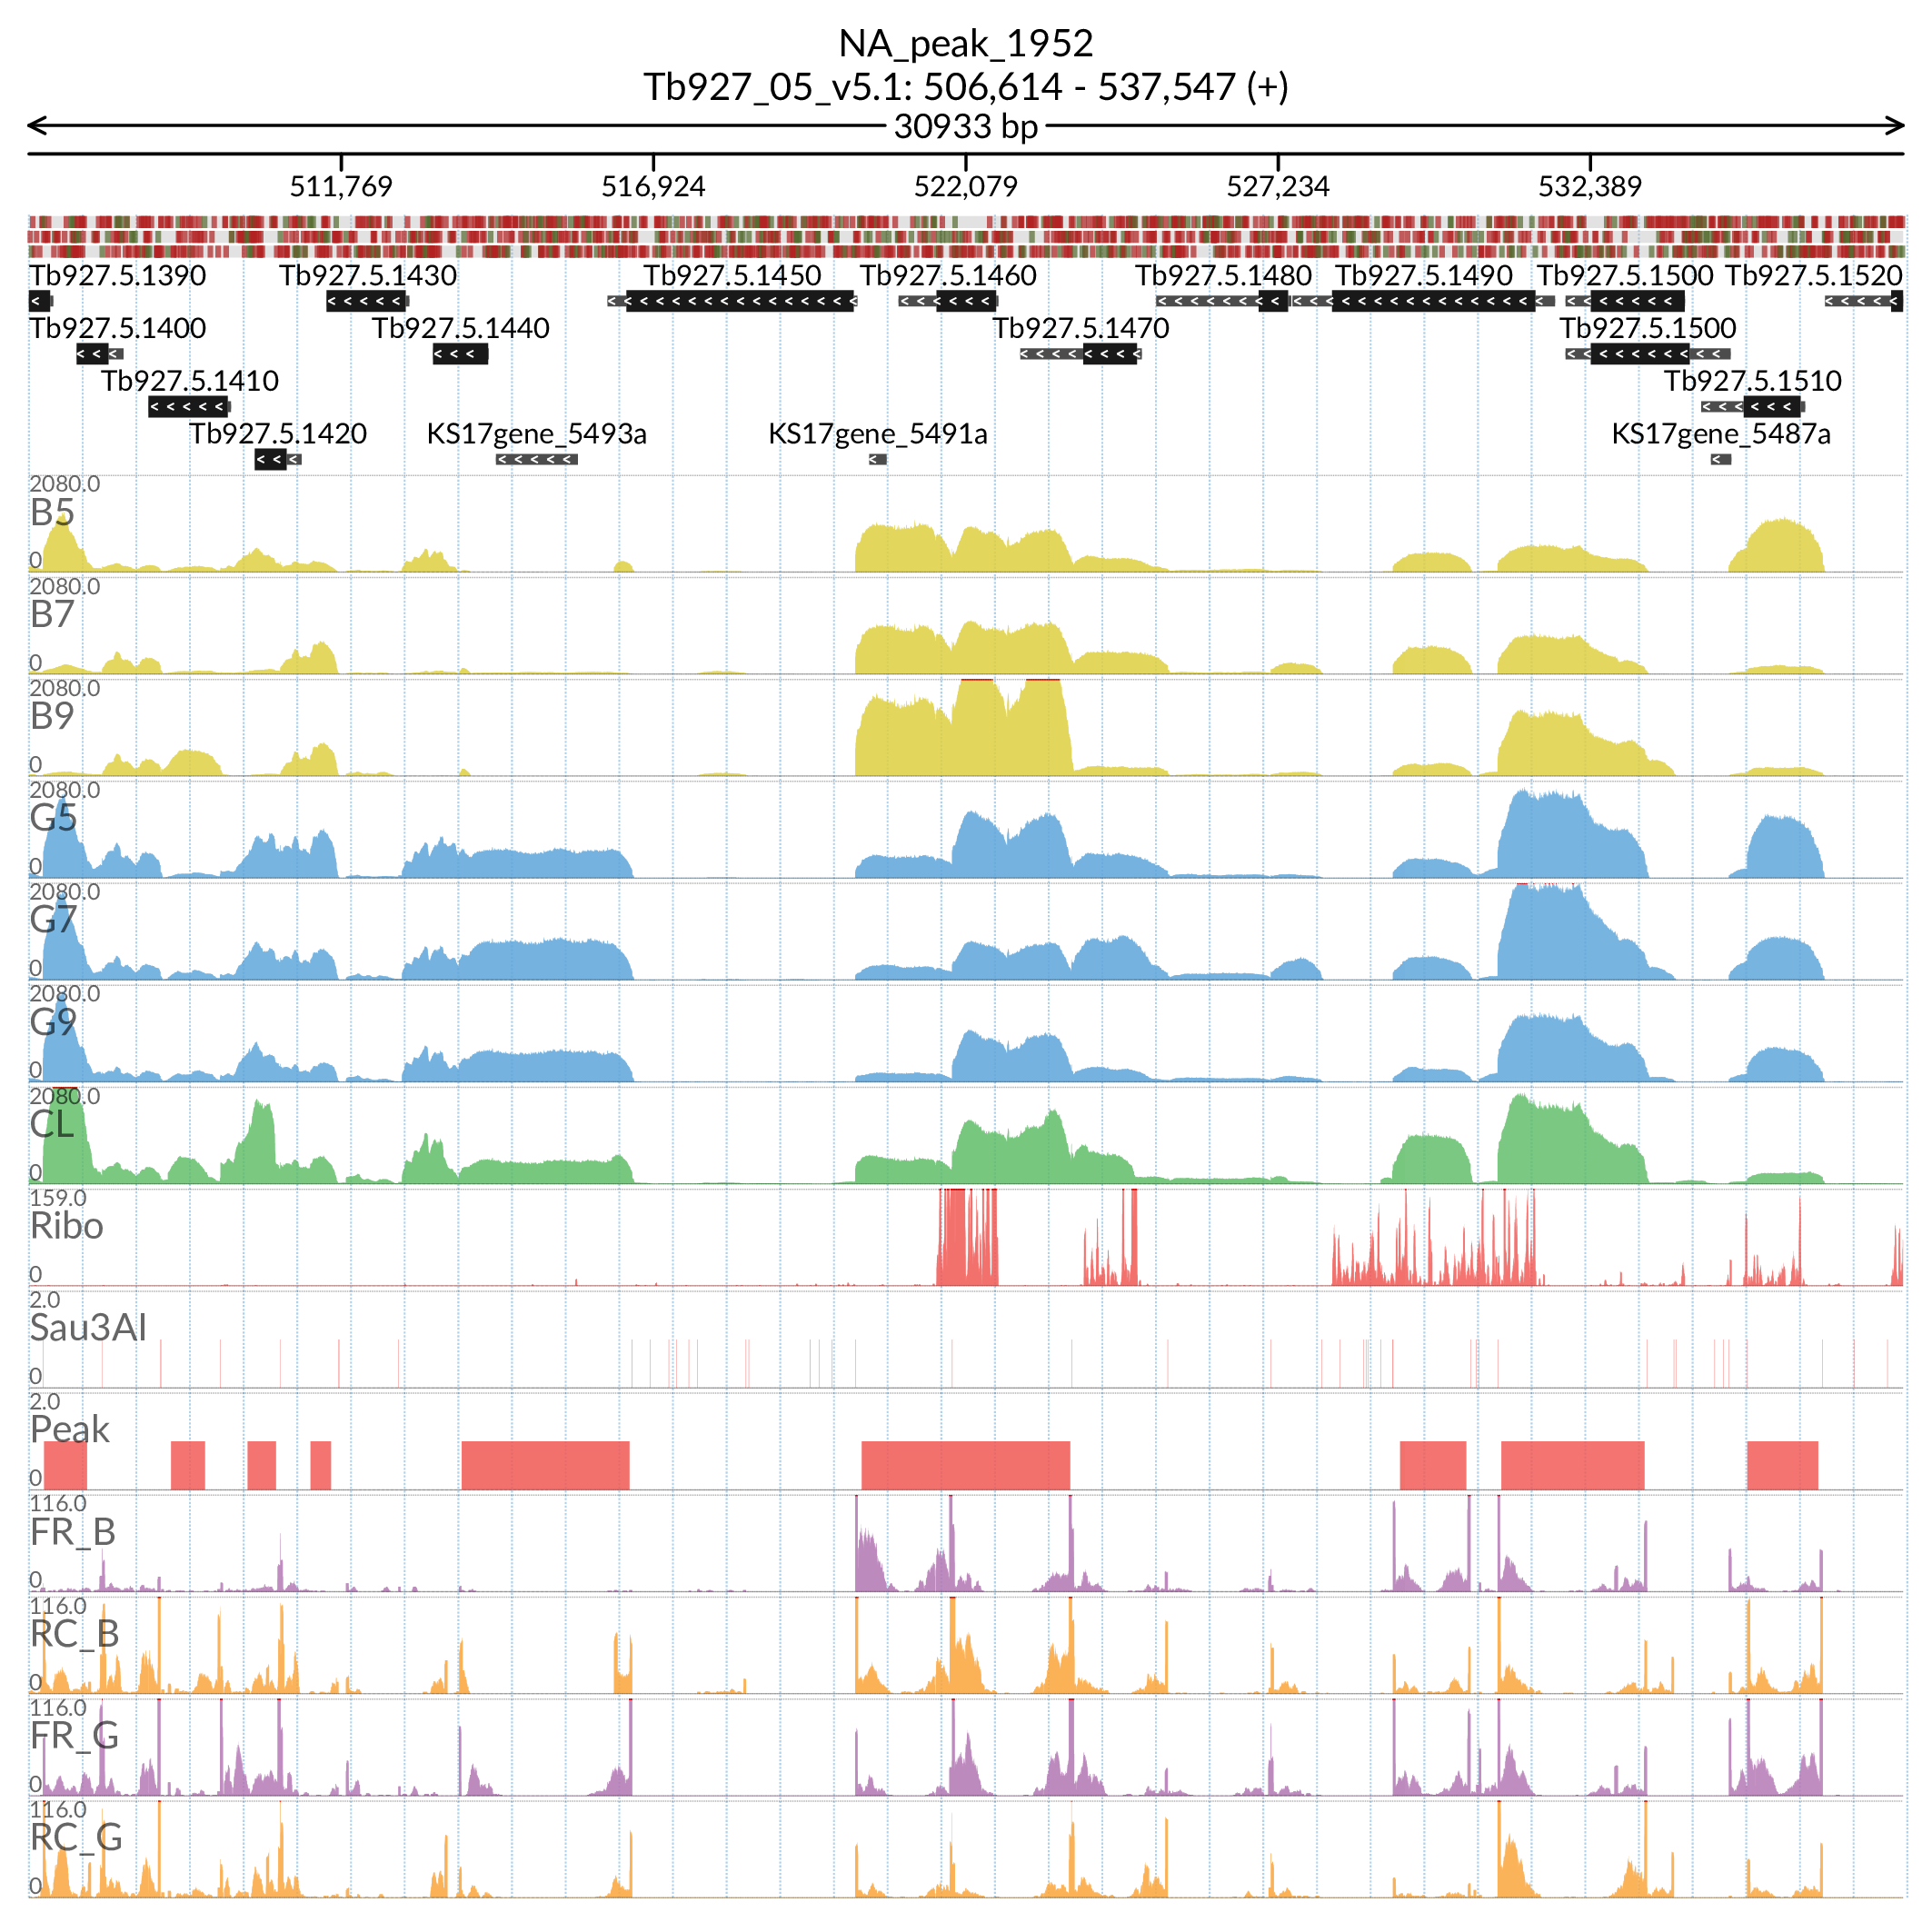 NA_peak_1952
Tb927_05_v5.1: 506,614 - 537,547 (+)
30933 bp
511,769 516,924 522,079 527,234 532,389
Tb927.5.1390 Tb927.5.1430 Tb927.5.1450 Tb927.5.1460 Tb927.5.1480 Tb927.5.1490 Tb927.5.1500 Tb927.5.1520
Tb927.5.1400 Tb927.5.1440 Tb927.5.1470 Tb927.5.1500
Tb927.5.1410 Tb927.5.1510
Tb927.5.1420 KS17gene_5493a KS17gene_5491a KS17gene_5487a
2080.0
B5
0
2080.0
B7
0
2080.0
B9
0
2080.0
G5
0
2080.0
G7
0
2080.0
G9
0
2080.0
CL
0
159.0
Ribo
0
2.0
Sau3AI
0
2.0
Peak
0
116.0
FR_B
0
116.0
RC_B
0
116.0
FR_G
0
116.0
RC_G
0